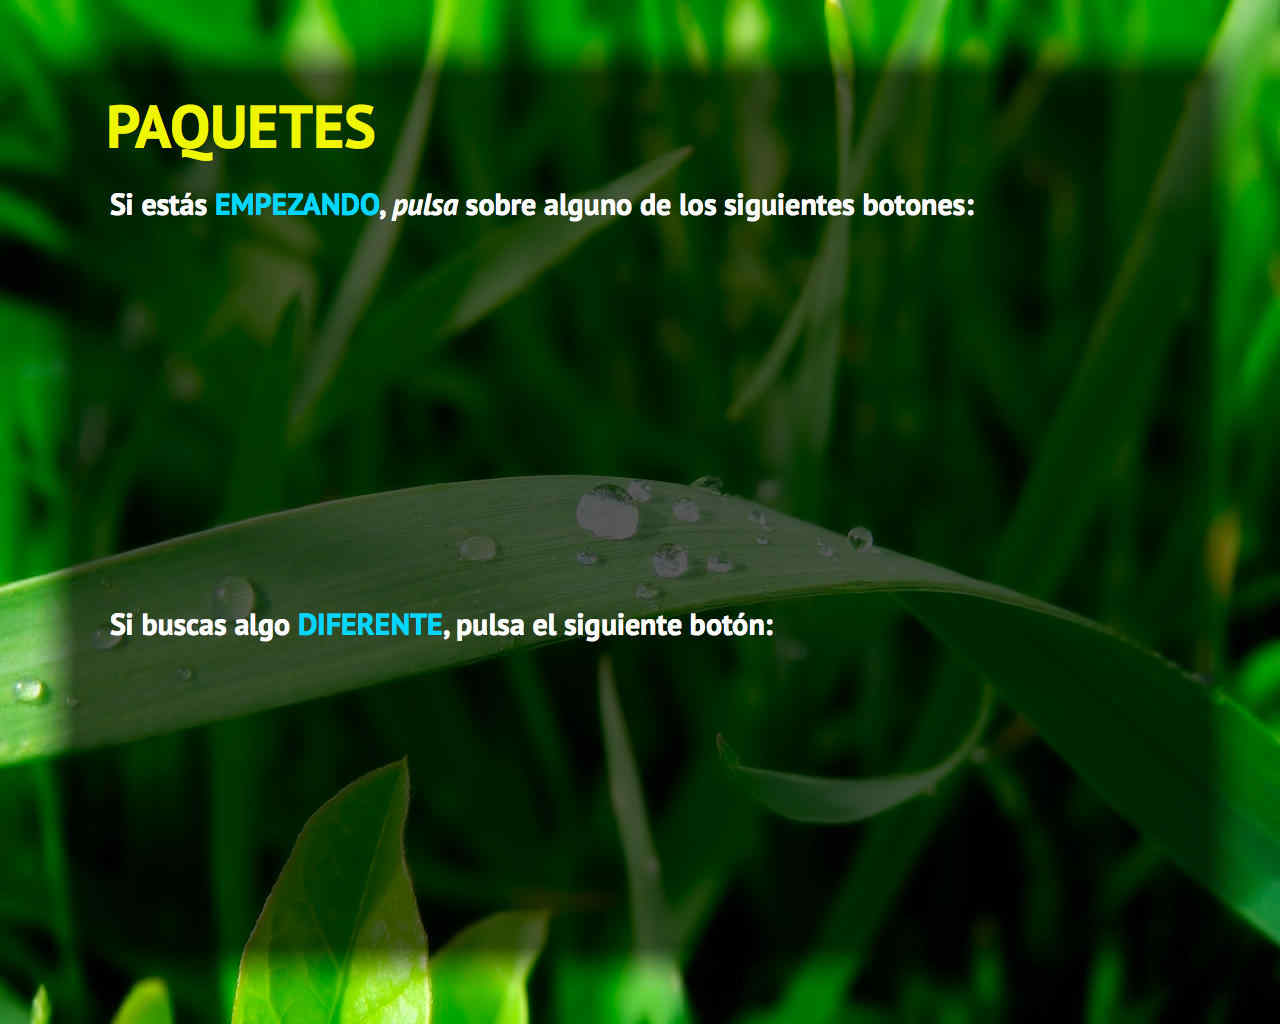 PAQUETES
Si estás EMPEZANDO, pulsa sobre alguno de los siguientes botones:
Si buscas algo DIFERENTE, pulsa el siguiente botón: